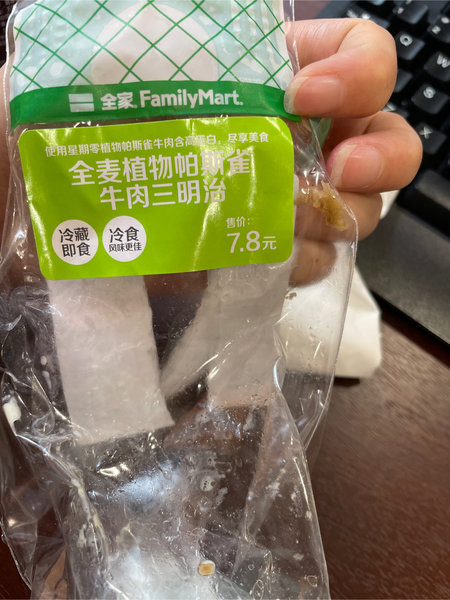 全家 FamilyMart
使用星期零植物帕斯雀牛肉含高蛋白，尽享美食
全麦植物帕斯雀
牛肉三明治
冷藏
即食
冷食
风味更佳
售价：
7.8元